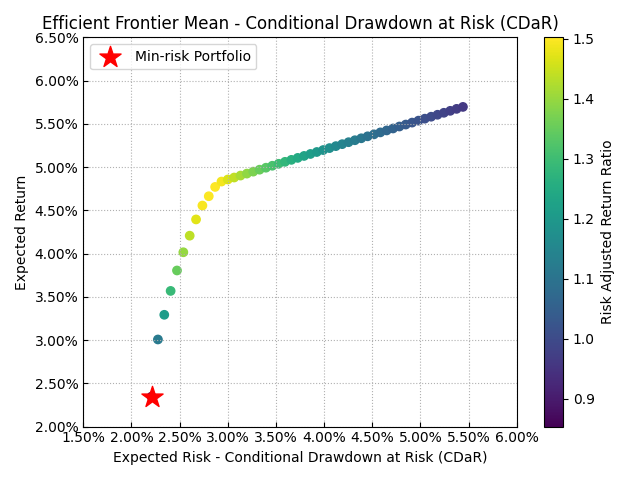 Efficient Frontier Mean - Conditional Drawdown at Risk (CDaR)
Min-risk Portfolio
6.50%
6.00%
5.50%
5.00%
4.50%
4.00%
3.50%
3.00%
2.50%
2.00%
Expected Return
1.50% 2.00% 2.50% 3.00% 3.50% 4.00% 4.50% 5.00% 5.50% 6.00%
Expected Risk - Conditional Drawdown at Risk (CDaR)
1.5
1.4
1.3
1.2
1.1
1.0
0.9
Risk Adjusted Return Ratio